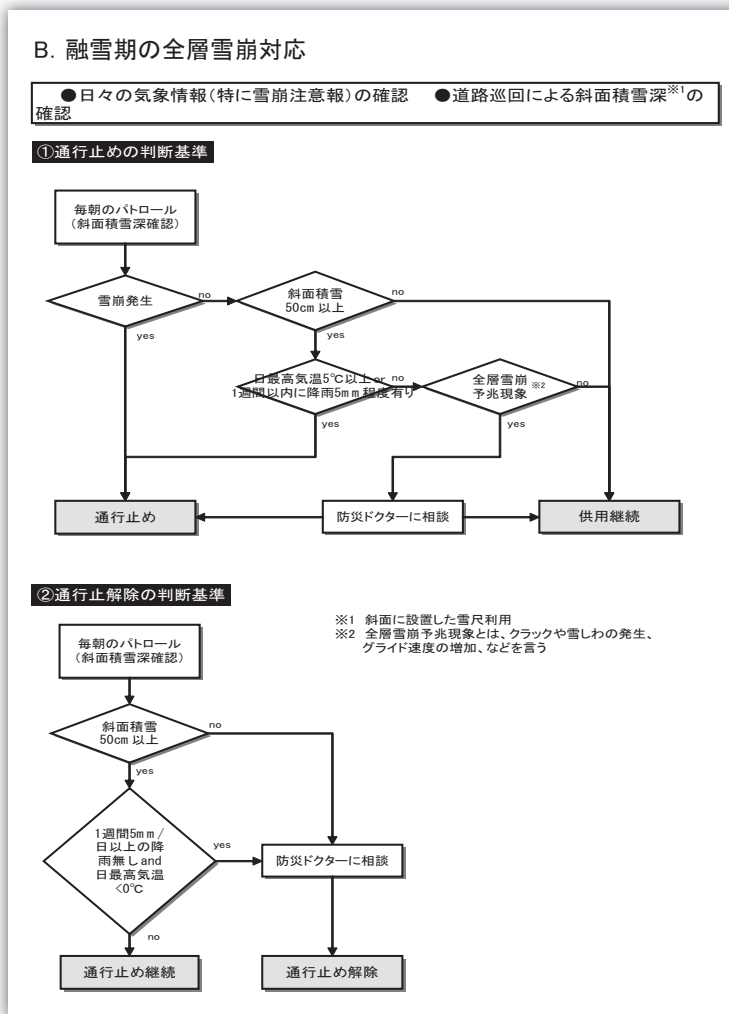 B. 融雪期の全層雪崩対応
●日々の気象情報(特に雪崩注意報)の確認　●道路巡回による斜面積雪深※1の
確認
①通行止めの判断基準
毎朝のパトロール
(斜面積雪深確認)
雪崩発生
no
斜面積雪
50cm 以上
no
yes
yes
日最高気温5℃以上or
1週間以内に降雨5mm 程度有り
no
全層雪崩
予兆現象
※2
no
yes
yes
通行止め
防災ドクターに相談
供用継続
②通行止解除の判断基準
※1　斜面に設置した雪尺利用
※2　全層雪崩予兆現象とは、クラックや雪しわの発生、
グライド速度の増加、などを言う
毎朝のパトロール
(斜面積雪深確認)
斜面積雪
50cm 以上
no
yes
1週間5mm/
日以上の降
雨無しand
日最高気温
<0℃
yes
防災ドクターに相談
no
通行止め継続
通行止め解除